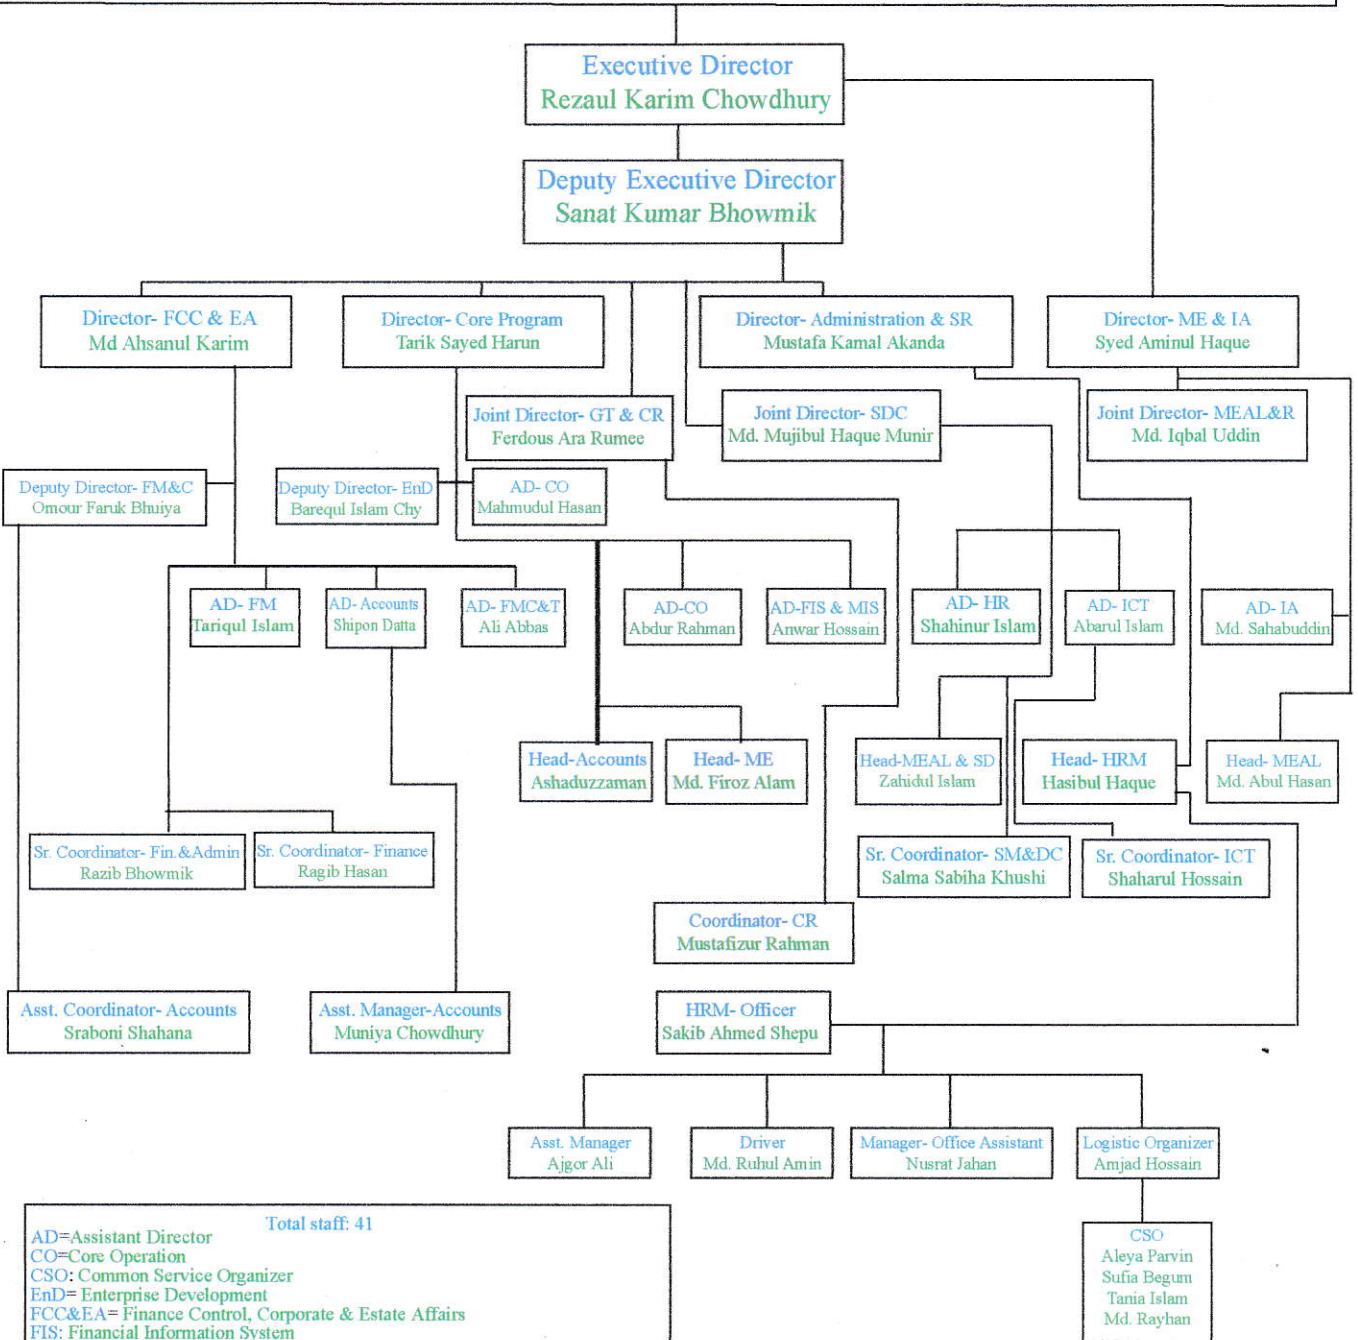 Executive Director
Rezaul Karim Chowdhury
Deputy Executive Director
Sanat Kumar Bhowmik
Director- FCC & EA
Md Ahsanul Karim
Director- Core Program
Tarik Sayed Harun
Director- Administration & SR
Mustafa Kamal Akanda
Director- ME & IA
Syed Aminul Haque
Joint Director- GT & CR
Ferdous Ara Rumee
Joint Director- SDC
Md. Mujibul Haque Munir
Joint Director- MEAL&R
Md. Iqbal Uddin
Deputy Director- FM&C
Omour Faruk Bhuiya
Deputy Director- EnD
Barequl Islam Chy
AD- CO
Mahmudul Hasan
AD- FM
Tariqul Islam
AD- Accounts
Shipon Datta
AD- FMC&T
Ali Abbas
AD-CO
Abdur Rahman
AD-FIS & MIS
Anwar Hossain
AD- HR
Shahinur Islam
AD- ICT
Abarul Islam
AD- IA
Md. Sahabuddin
Head-Accounts
Ashaduzzaman
Head- ME
Md. Firoz Alam
Head-MEAL & SD
Zahidul Islam
Head- HRM
Hasibul Haque
Head- MEAL
Md. Abul Hasan
Sr. Coordinator- Fin.&Admin
Razib Bhowmik
Sr. Coordinator- Finance
Ragib Hasan
Sr. Coordinator- SM&DC
Salma Sabiha Khushi
Sr. Coordinator- ICT
Shaharul Hossain
Coordinator- CR
Mustafizur Rahman
Asst. Coordinator- Accounts
Sraboni Shahana
Asst. Manager-Accounts
Muniya Chowdhury
HRM- Officer
Sakib Ahmed Shepu
Asst. Manager
Ajgor Ali
Driver
Md. Ruhul Amin
Manager- Office Assistant
Nusrat Jahan
Logistic Organizer
Amjad Hossain
CSO
Aleya Parvin
Sufia Begum
Tania Islam
Md. Rayhan
Total staff: 41
AD=Assistant Director
CO=Core Operation
CSO: Common Service Organizer
EnD= Enterprise Development
FCC&EA= Finance Control, Corporate & Estate Affairs
FIS: Financial Information System